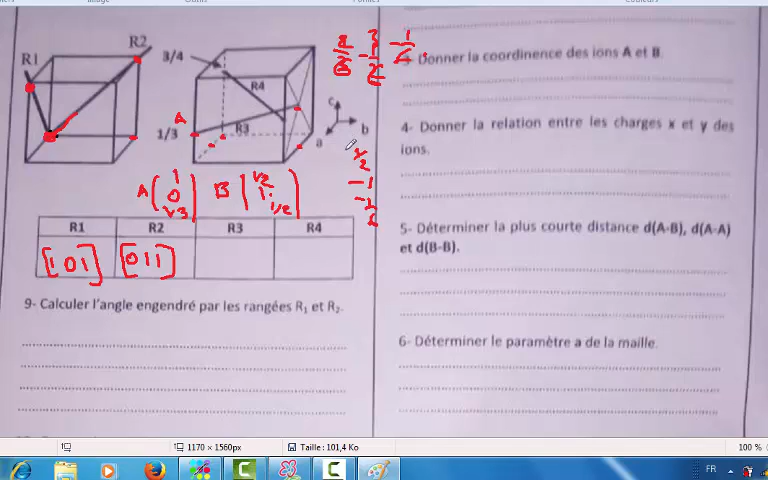 R1
R2
3/4
R4
A
R3
1/3
c
b
a
A ( 1 0 1/3
B ( 1/2 1 1/2
R1 R2 R3 R4
[1 0 1] [0 1 1]
9- Calculer l'angle engendré par les rangées R1 et R2.
1/2
-1
Donner la coordinence des ions A et B.
4- Donner la relation entre les charges x et y des
ions.
5- Déterminer la plus courte distance d(A-B), d(A-A)
et d(B-B).
6- Déterminer le paramètre a de la maille.
1170 × 1560px
Taille : 101,4 Ko
100 %
FR